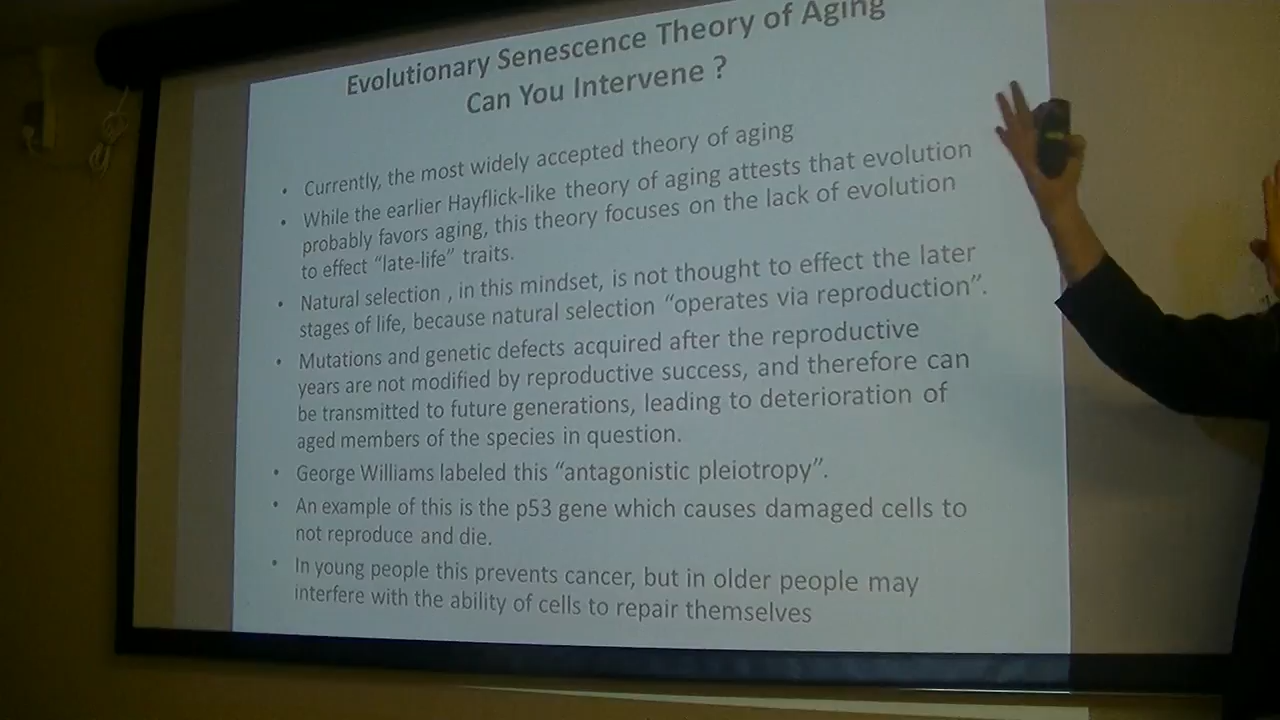 Evolutionary Senescence Theory of Aging
Can You Intervene ?
• Currently, the most widely accepted theory of aging
• While the earlier Hayflick-like theory of aging attests that evolution
probably favors aging, this theory focuses on the lack of evolution
to effect “late-life” traits.
• Natural selection , in this mindset, is not thought to effect the later
stages of life, because natural selection “operates via reproduction”.
• Mutations and genetic defects acquired after the reproductive
years are not modified by reproductive success, and therefore can
be transmitted to future generations, leading to deterioration of
aged members of the species in question.
• George Williams labeled this “antagonistic pleiotropy”.
• An example of this is the p53 gene which causes damaged cells to
not reproduce and die.
• In young people this prevents cancer, but in older people may
interfere with the ability of cells to repair themselves